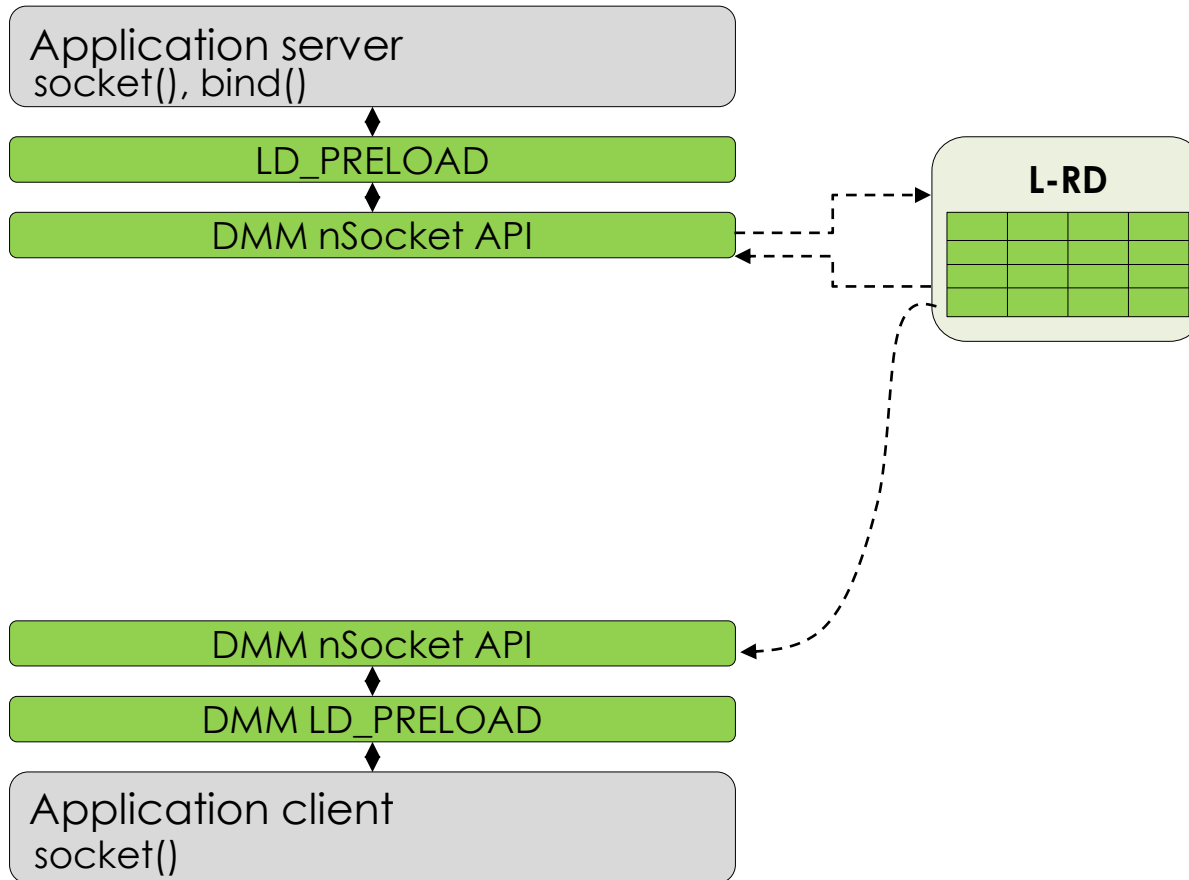 Application server
socket(), bind()
LD_PRELOAD
DMM nSocket API
L-RD
DMM nSocket API
DMM LD_PRELOAD
Application client
socket()